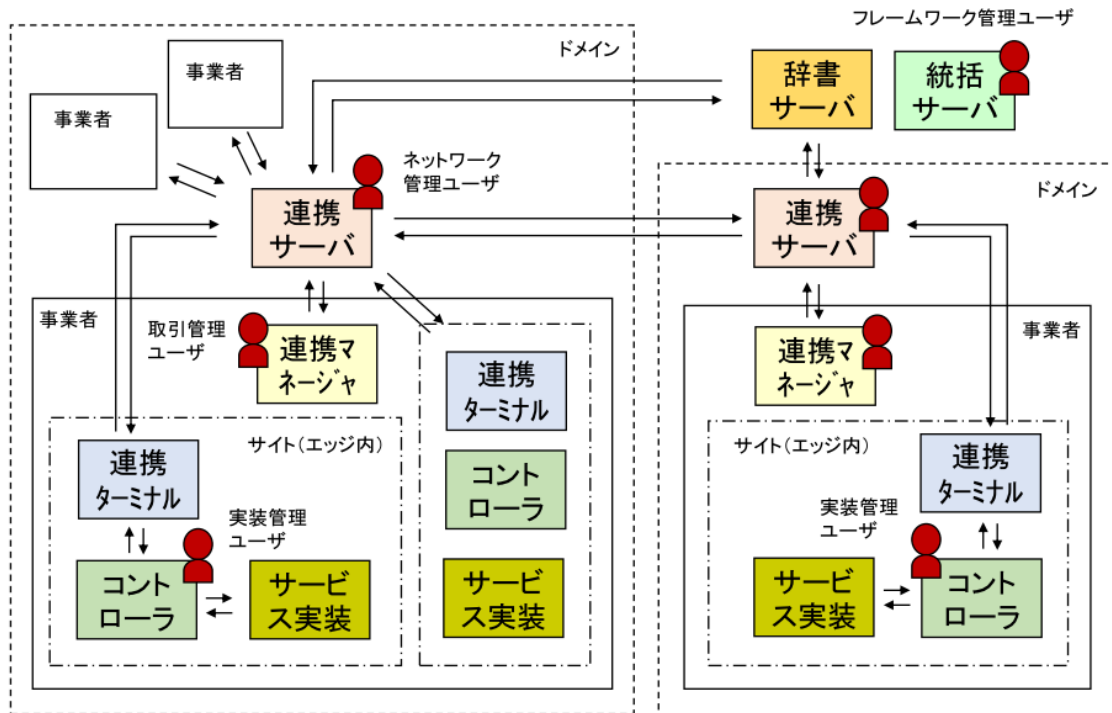 フレームワーク管理ユーザ
ドメイン
事業者
事業者
辞書
サーバ
統括
サーバ
ネットワーク
管理ユーザ
連携
サーバ
ドメイン
連携
サーバ
事業者
取引管理
ユーザ
連携マ
ネージャ
連携
ターミナル
サイト(エッジ内)
連携
ターミナル
コント
ローラ
実装管理
ユーザ
コント
ローラ
サービ
ス実装
サービ
ス実装
事業者
連携マ
ネージャ
サイト(エッジ内)
連携
ターミナル
実装管理
ユーザ
サービ
ス実装
コント
ローラ